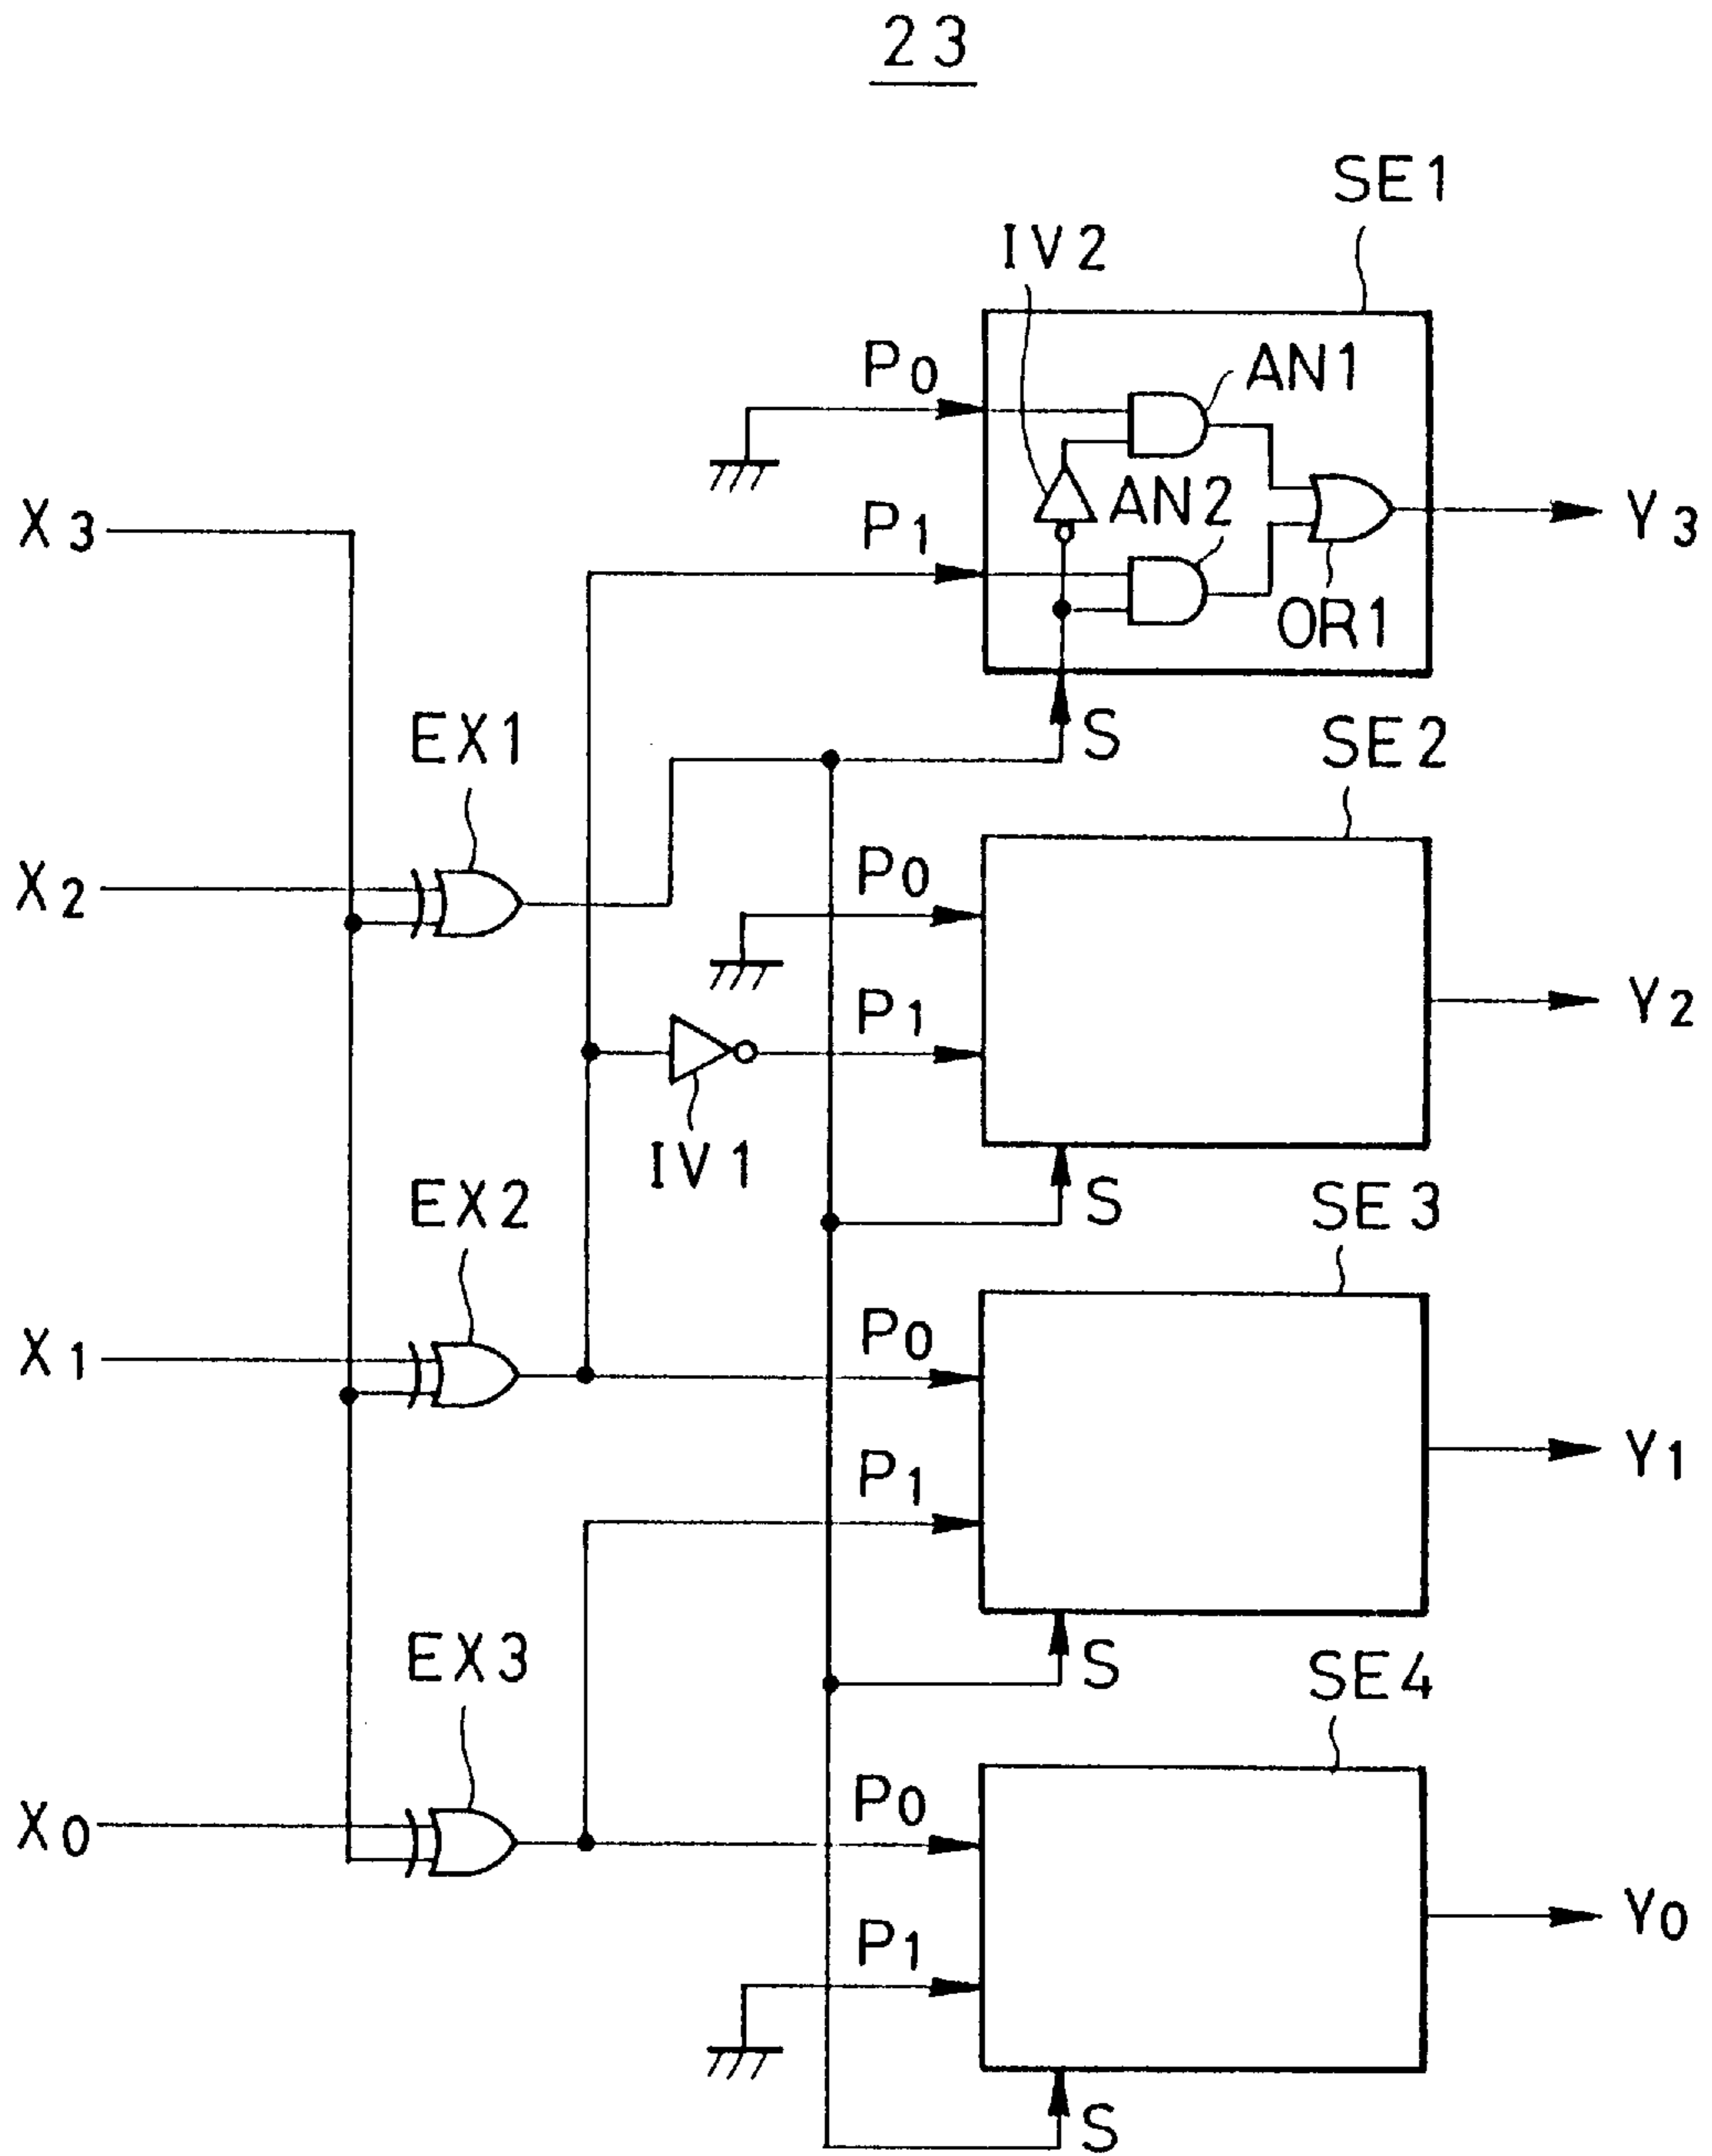 23
SE1
IV2
P0
AN1
X3
P1
AN2
Y3
OR1
EX1
S
SE2
X2
P0
P1
Y2
IV1
EX2
S
SE3
X1
P0
P1
Y1
EX3
S
SE4
X0
P0
P1
Y0
S